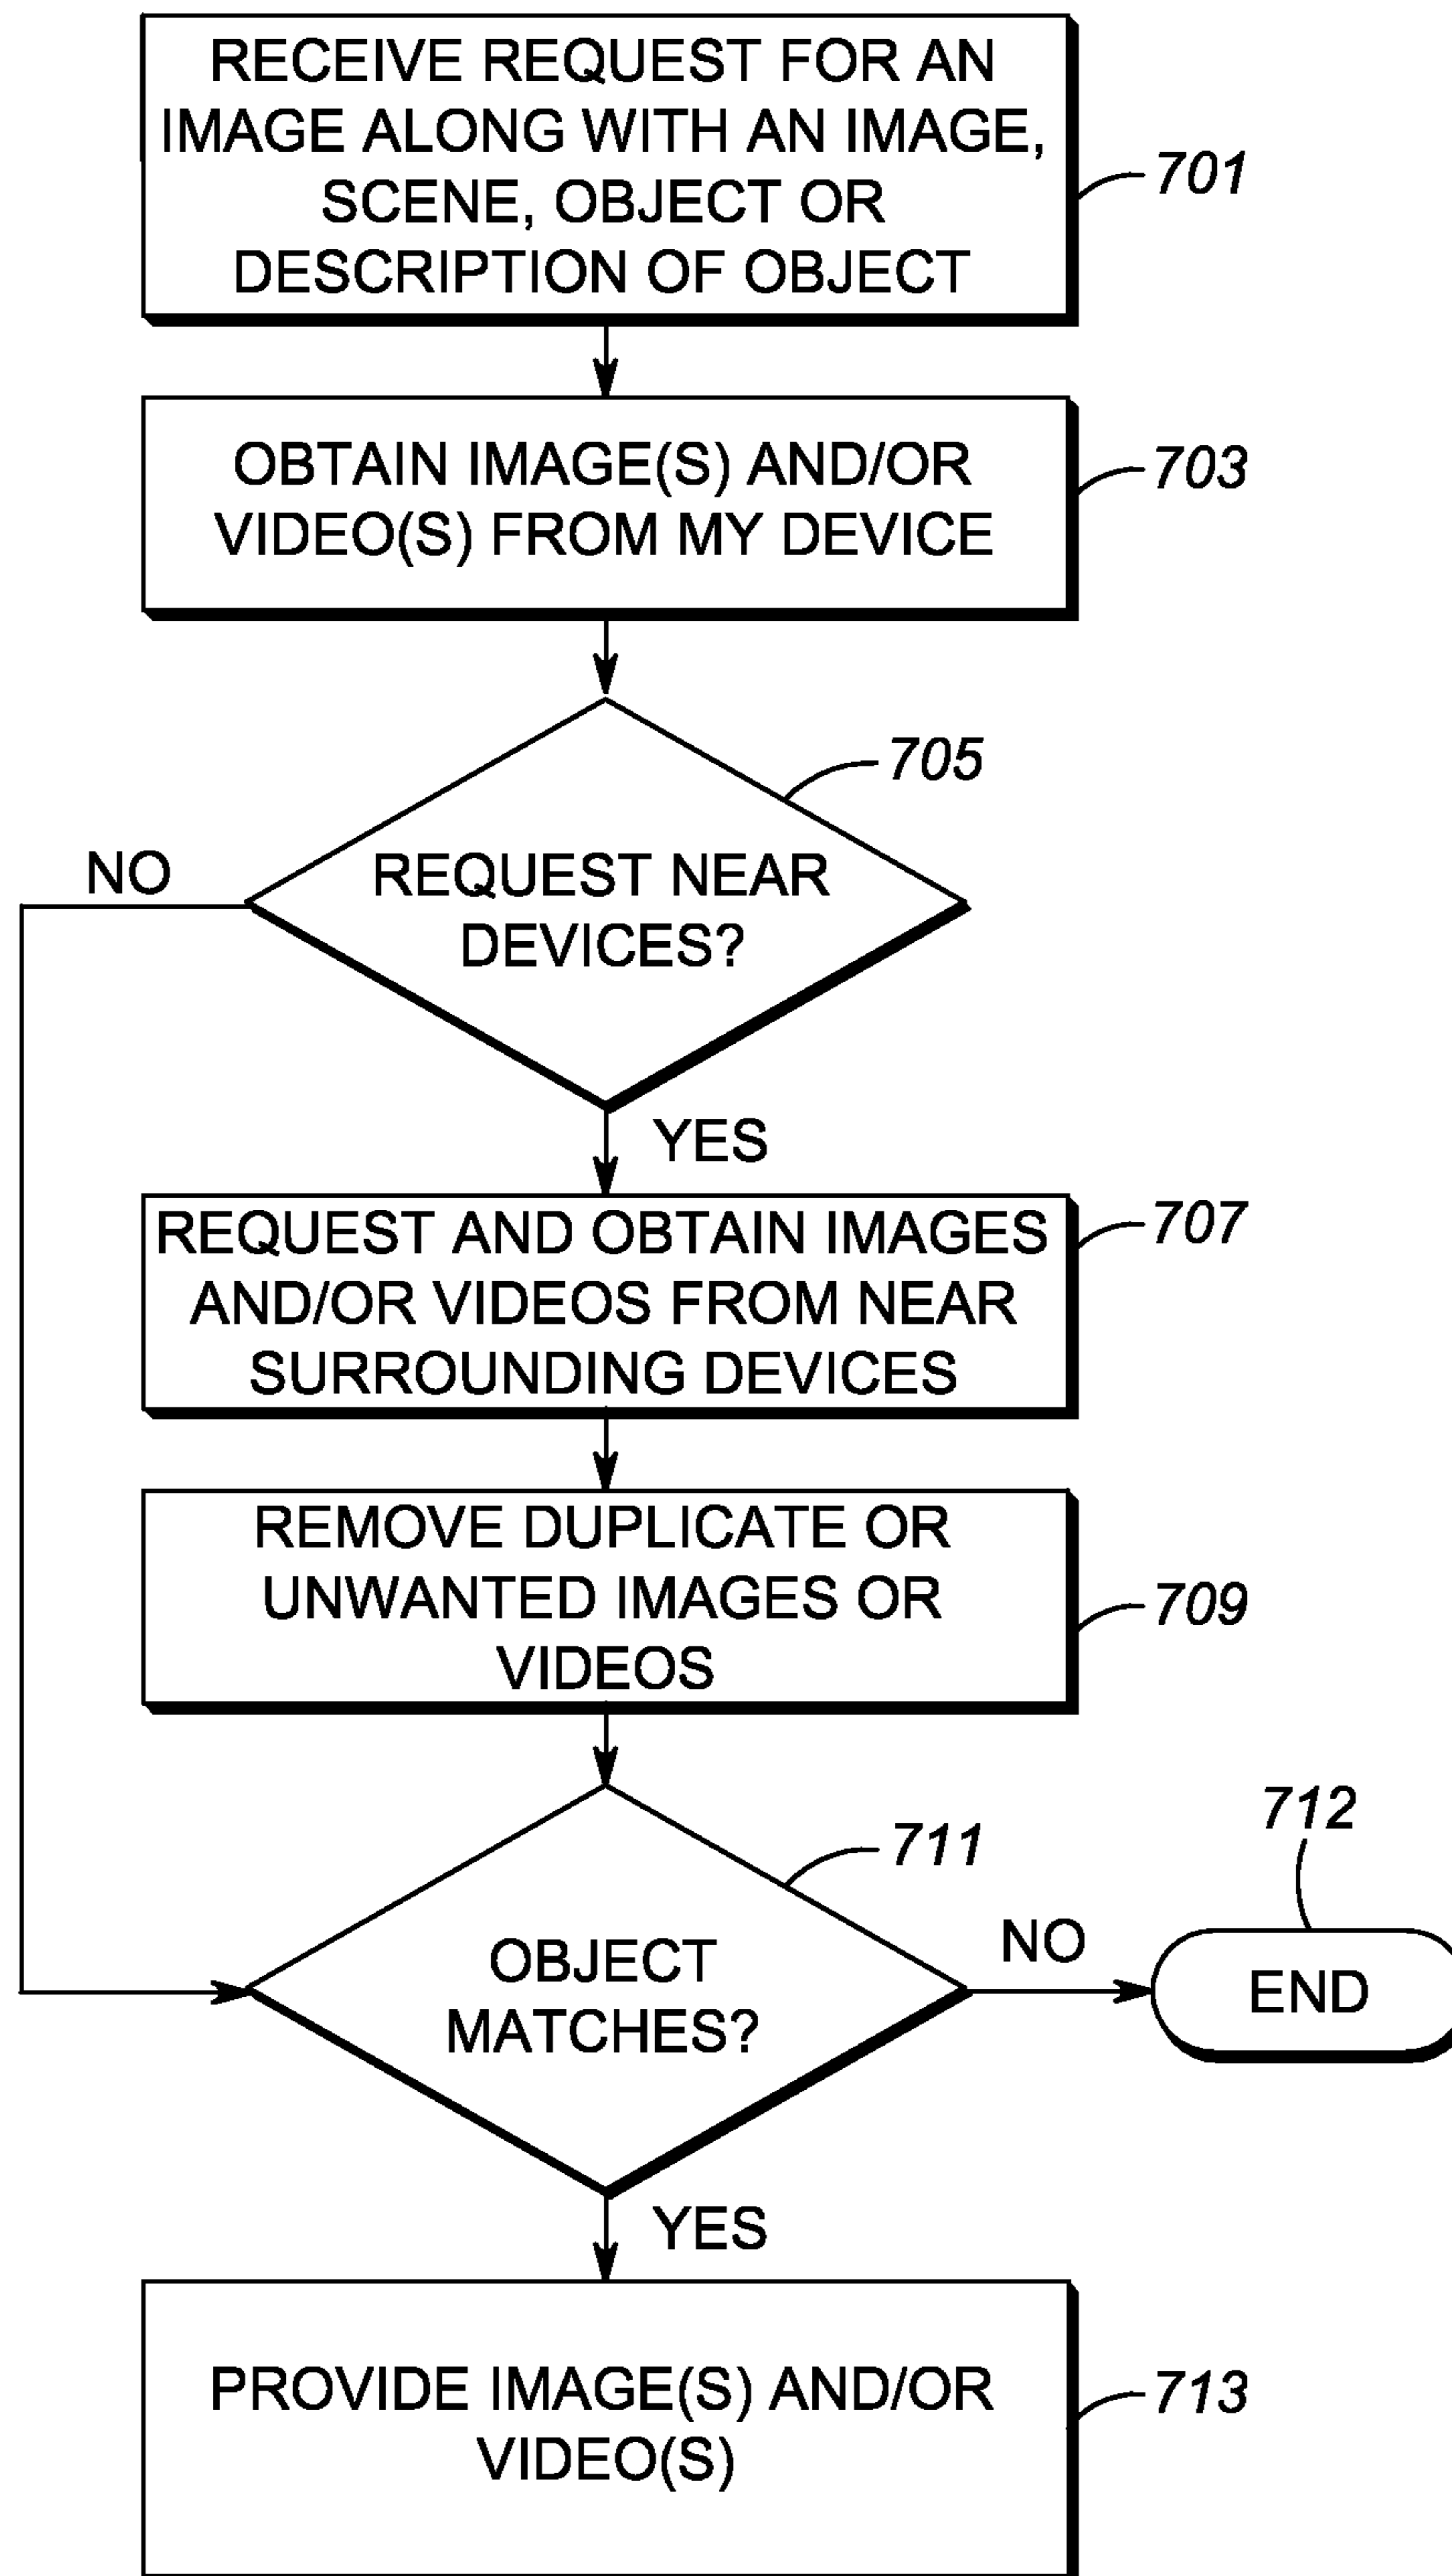 RECEIVE REQUEST FOR AN
IMAGE ALONG WITH AN IMAGE,
SCENE, OBJECT OR
DESCRIPTION OF OBJECT
701
OBTAIN IMAGE(S) AND/OR
VIDEO(S) FROM MY DEVICE
703
705
NO
REQUEST NEAR
DEVICES?
YES
REQUEST AND OBTAIN IMAGES
AND/OR VIDEOS FROM NEAR
SURROUNDING DEVICES
707
REMOVE DUPLICATE OR
UNWANTED IMAGES OR
VIDEOS
709
711
OBJECT
MATCHES?
NO
712
END
YES
PROVIDE IMAGE(S) AND/OR
VIDEO(S)
713